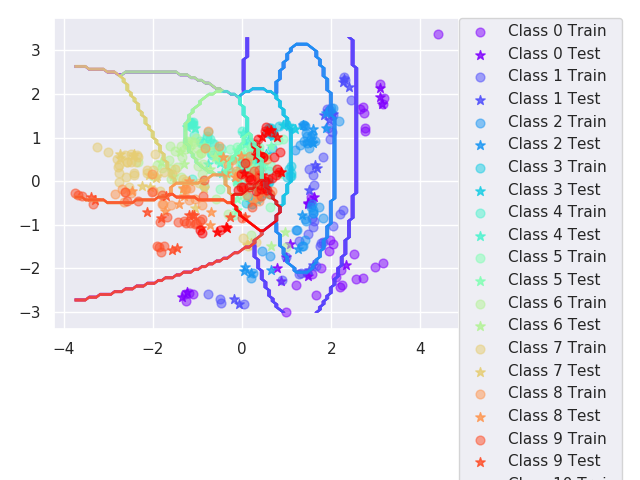 3
2
1
0
−1
−2
−3
−4
−2
0
2
4
Class 0 Train
Class 0 Test
Class 1 Train
Class 1 Test
Class 2 Train
Class 2 Test
Class 3 Train
Class 3 Test
Class 4 Train
Class 4 Test
Class 5 Train
Class 5 Test
Class 6 Train
Class 6 Test
Class 7 Train
Class 7 Test
Class 8 Train
Class 8 Test
Class 9 Train
Class 9 Test